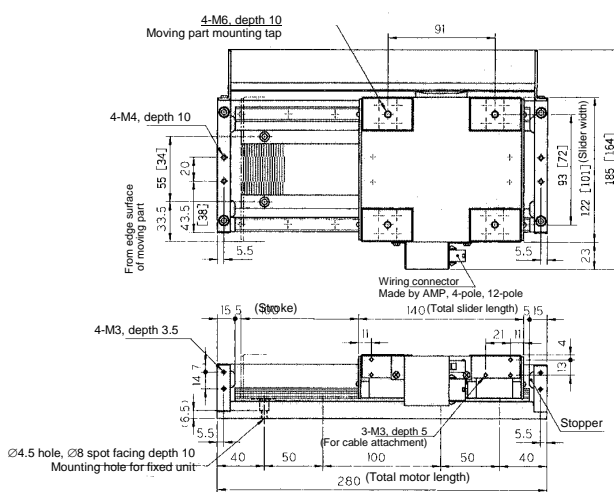 4-M6, depth 10
Moving part mounting tap
91
4-M4, depth 10
55 [34]
20
33.5
43.5
[38]
From edge surface
of moving part
5.5
93 [72]
122 [101] (Slider width)
185 [164]
23
5.5
Wiring connector
Made by AMP, 4-pole, 12-pole
15 5 100 (Stroke)
140 (Total slider length)
5 15
4-M3, depth 3.5
11
21 11
4
13
7
14
6.5
5.5
3-M3, depth 5
(For cable attachment)
Stopper
5.5
Ø4.5 hole, Ø8 spot facing depth 10
Mounting hole for fixed unit
40 50 100 50 40
280 (Total motor length)